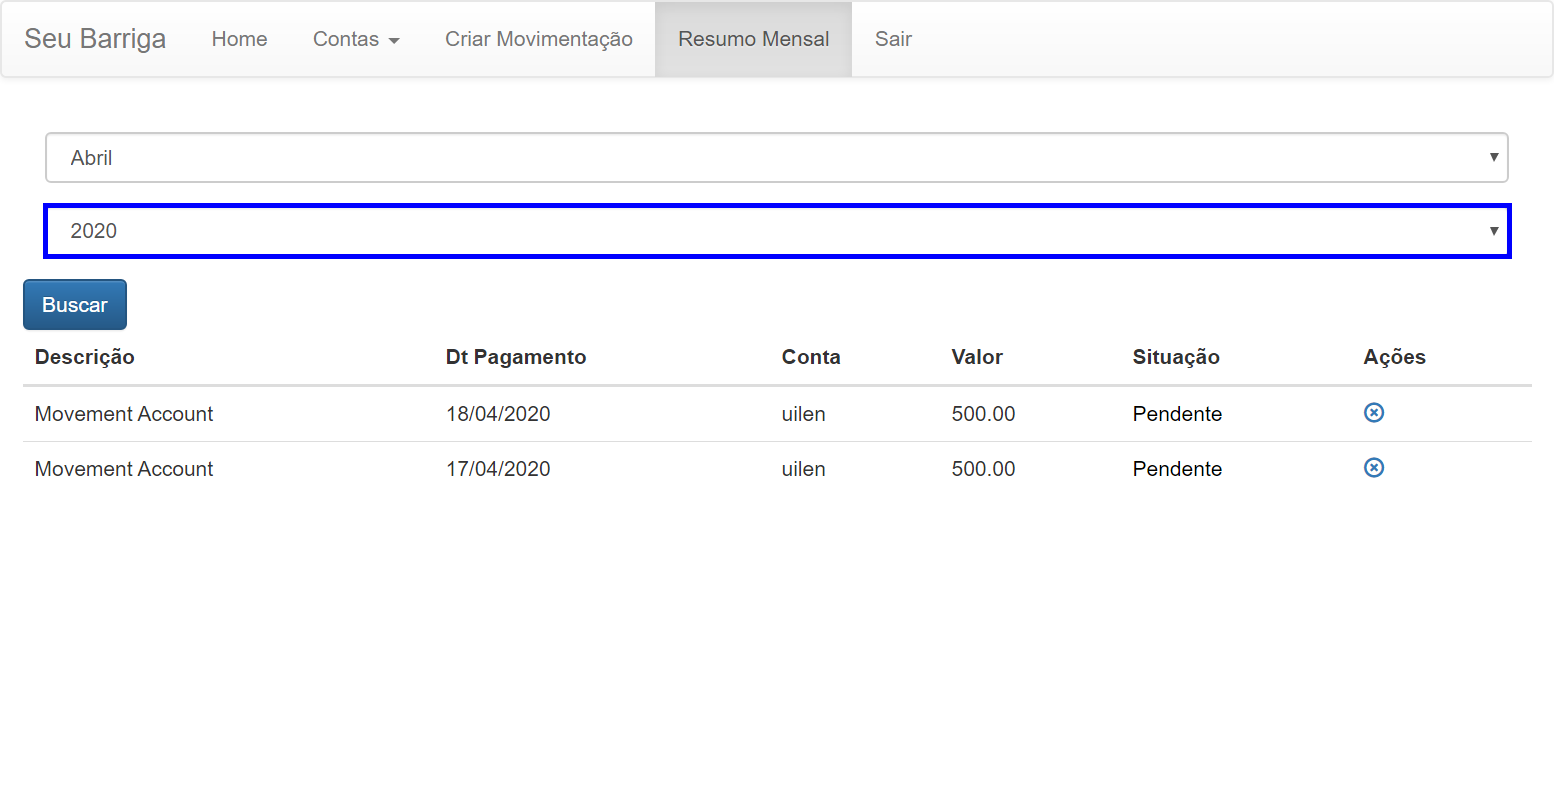 Seu Barriga Home Contas Criar Movimentação Resumo Mensal Sair
Abril
2020
Buscar
Descrição Dt Pagamento Conta Valor Situação Ações
Movement Account 18/04/2020 uilen 500.00 Pendente
Movement Account 17/04/2020 uilen 500.00 Pendente